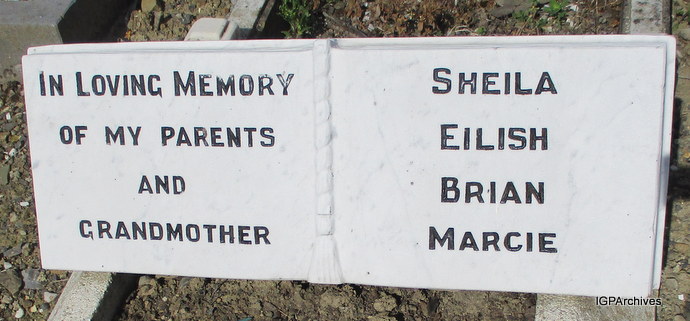 In Loving Memory
of my parents
and
grandmother
Sheila
Eilish
Brian
Marcie
IGPArchives